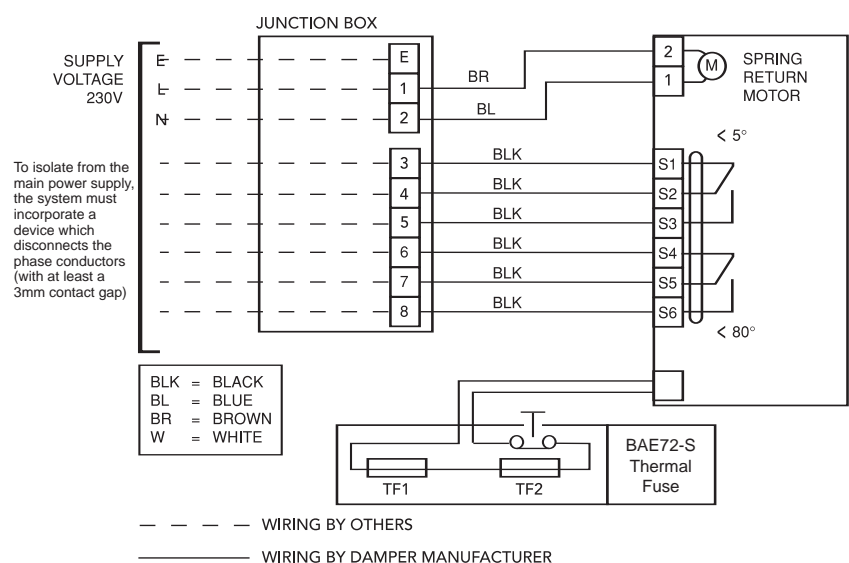 JUNCTION BOX
SUPPLY
VOLTAGE
230V
E
L
N
E
1
2
3
4
5
6
7
8
BR
BL
BLK
BLK
BLK
BLK
BLK
BLK
2
1
M
SPRING
RETURN
MOTOR
< 5°
S1
S2
S3
S4
S5
S6
< 80°
To isolate from the
main power supply,
the system must
incorporate a
device which
disconnects the
phase conductors
(with at least a
3mm contact gap)
BLK = BLACK
BL = BLUE
BR = BROWN
W = WHITE
TF1
TF2
BAE72-S
Thermal
Fuse
WIRING BY OTHERS
WIRING BY DAMPER MANUFACTURER